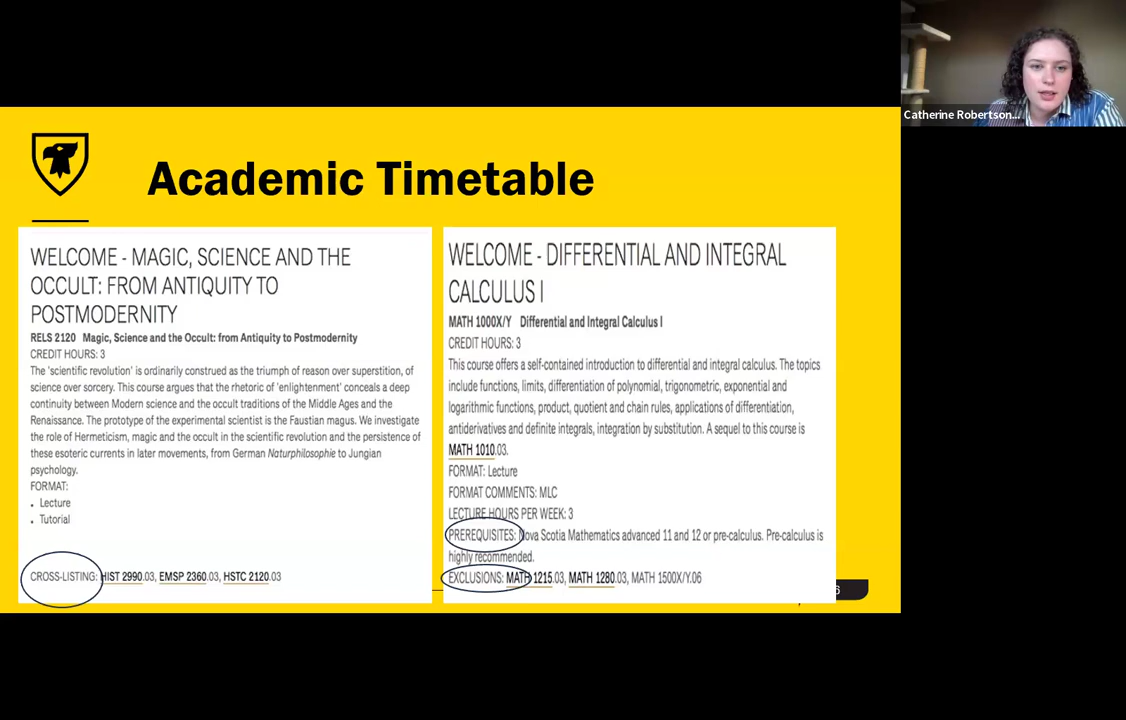 Catherine Robertson...
Academic Timetable
WELCOME - MAGIC, SCIENCE AND THE
OCCULT: FROM ANTIQUITY TO
POSTMODERNITY
RELS 2120 Magic, Science and the Occult: from Antiquity to Postmodernity
CREDIT HOURS: 3
The 'scientific revolution' is ordinarily construed as the triumph of reason over superstition, of
science over sorcery. This course argues that the rhetoric of 'enlightenment' conceals a deep
continuity between Modern science and the occult traditions of the Middle Ages and the
Renaissance. The prototype of the experimental scientist is the Faustian magus. We investigate
the role of Hermeticism, magic and the occult in the scientific revolution and the persistence of
these esoteric currents in later movements, from German Naturphilosophie to Jungian
psychology.
FORMAT:
• Lecture
• Tutorial
CROSS-LISTING: HIST 2990.03, EMSP 2360.03, HSTC 2120.03
WELCOME - DIFFERENTIAL AND INTEGRAL
CALCULUS I
MATH 1000X/Y Differential and Integral Calculus I
CREDIT HOURS: 3
This course offers a self-contained introduction to differential and integral calculus. The topics
include functions, limits, differentiation of polynomial, trigonometric, exponential and
logarithmic functions, product, quotient and chain rules, applications of differentiation,
antiderivatives and definite integrals, integration by substitution. A sequel to this course is
MATH 1010.03.
FORMAT: Lecture
FORMAT COMMENTS: MLC
LECTURE HOURS PER WEEK: 3
PREREQUISITES: Nova Scotia Mathematics advanced 11 and 12 or pre-calculus. Pre-calculus is
highly recommended.
EXCLUSIONS: MATH 1215.03, MATH 1280.03, MATH 1500X/Y.06
6